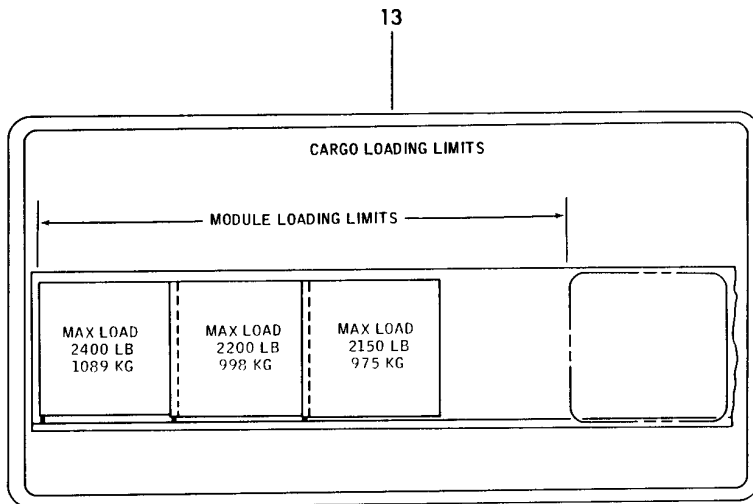 13
CARGO LOADING LIMITS
MODULE LOADING LIMITS
MAX LOAD
2400 LB
1089 KG
MAX LOAD
2200 LB
998 KG
MAX LOAD
2150 LB
975 KG